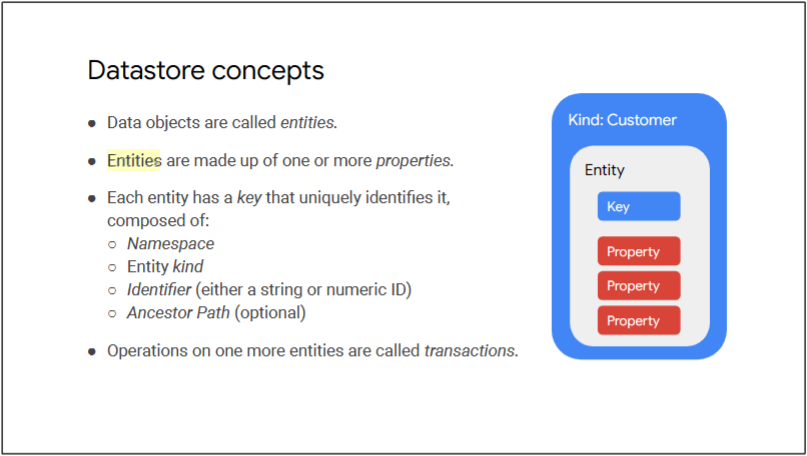 Datastore concepts
● Data objects are called entities.
● Entities are made up of one or more properties.
● Each entity has a key that uniquely identifies it,
composed of:
○ Namespace
○ Entity kind
○ Identifier (either a string or numeric ID)
○ Ancestor Path (optional)
● Operations on one more entities are called transactions.
Kind: Customer
Entity
Key
Property
Property
Property